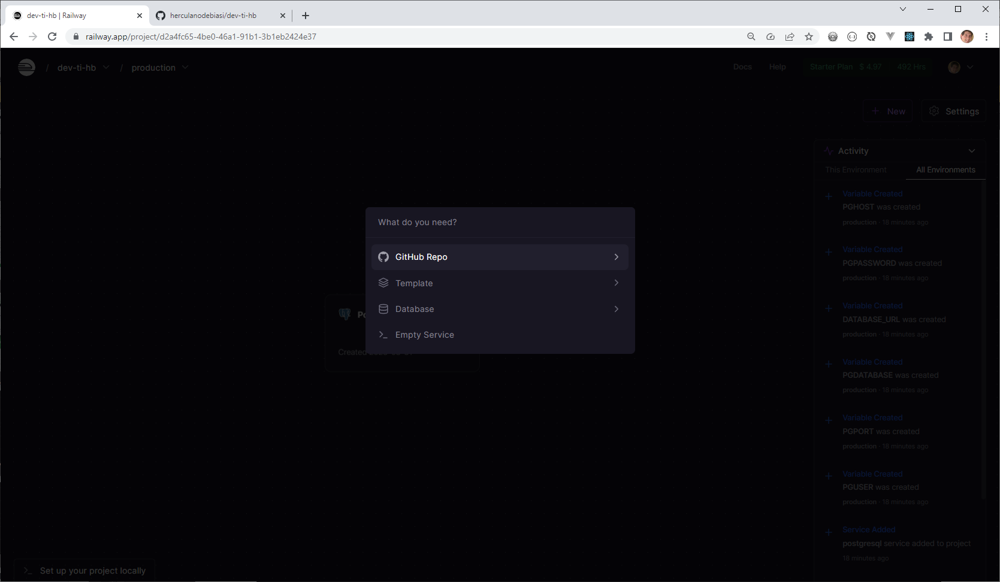 dev-ti-hb | Railway
herculanodebiasi/dev-ti-hb
railway.app/project/d2a4fc65-4be0-46a1-91b1-3b1eb2424e37
/ dev-ti-hb / production
Docs Help Starter Plan $ 4.97 492 Hrs
+ New Settings
Activity
This Environment All Environments
Variable Created
PGHOST was created
production · 18 minutes ago
Variable Created
PGPASSWORD was created
production · 18 minutes ago
Variable Created
DATABASE_URL was created
production · 18 minutes ago
Variable Created
PGDATABASE was created
production · 18 minutes ago
Variable Created
PGPORT was created
production · 18 minutes ago
Variable Created
PGUSER was created
production · 18 minutes ago
Service Added
postgresql service added to project
18 minutes ago
What do you need?
GitHub Repo
Template
Database
Empty Service
Created
Set up your project locally